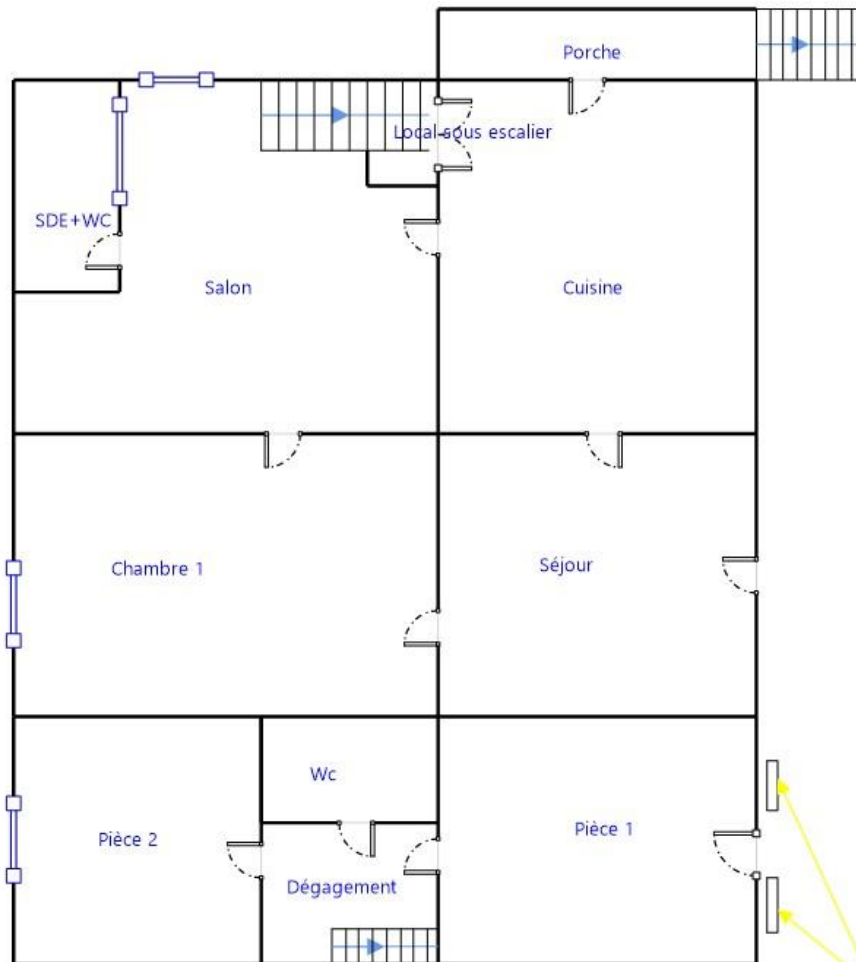 Porche
Local sous escalier
SDE+WC
Salon
Cuisine
Chambre 1
Séjour
Wc
Pièce 2
Pièce 1
Dégagement